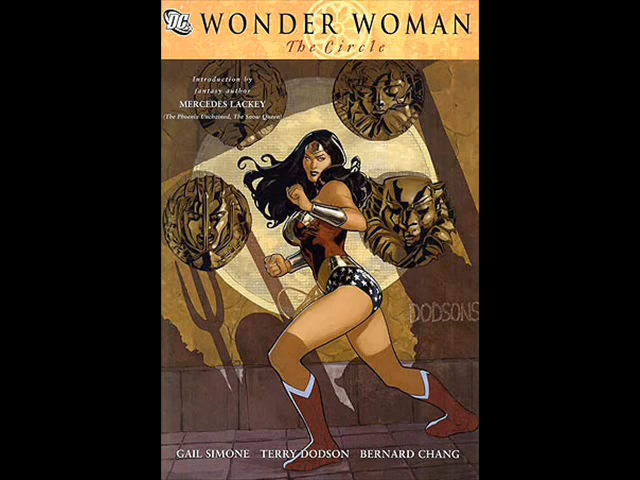 DC WONDER WOMAN
The Circle
Introduction by
fantasy author
MERCEDES LACKEY
(The Phoenix Unchained, The Snow Queen)
DODSONS
GAIL SIMONE TERRY DODSON BERNARD CHANG